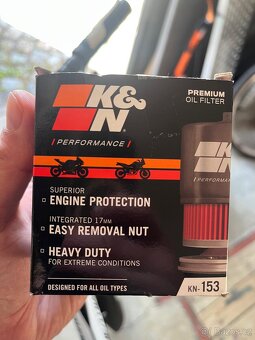 K&N
PERFORMANCE
PREMIUM
OIL FILTER
SUPERIOR
ENGINE PROTECTION
INTEGRATED 17MM
EASY REMOVAL NUT
HEAVY DUTY
FOR EXTREME CONDITIONS
DESIGNED FOR ALL OIL TYPES
KN-153